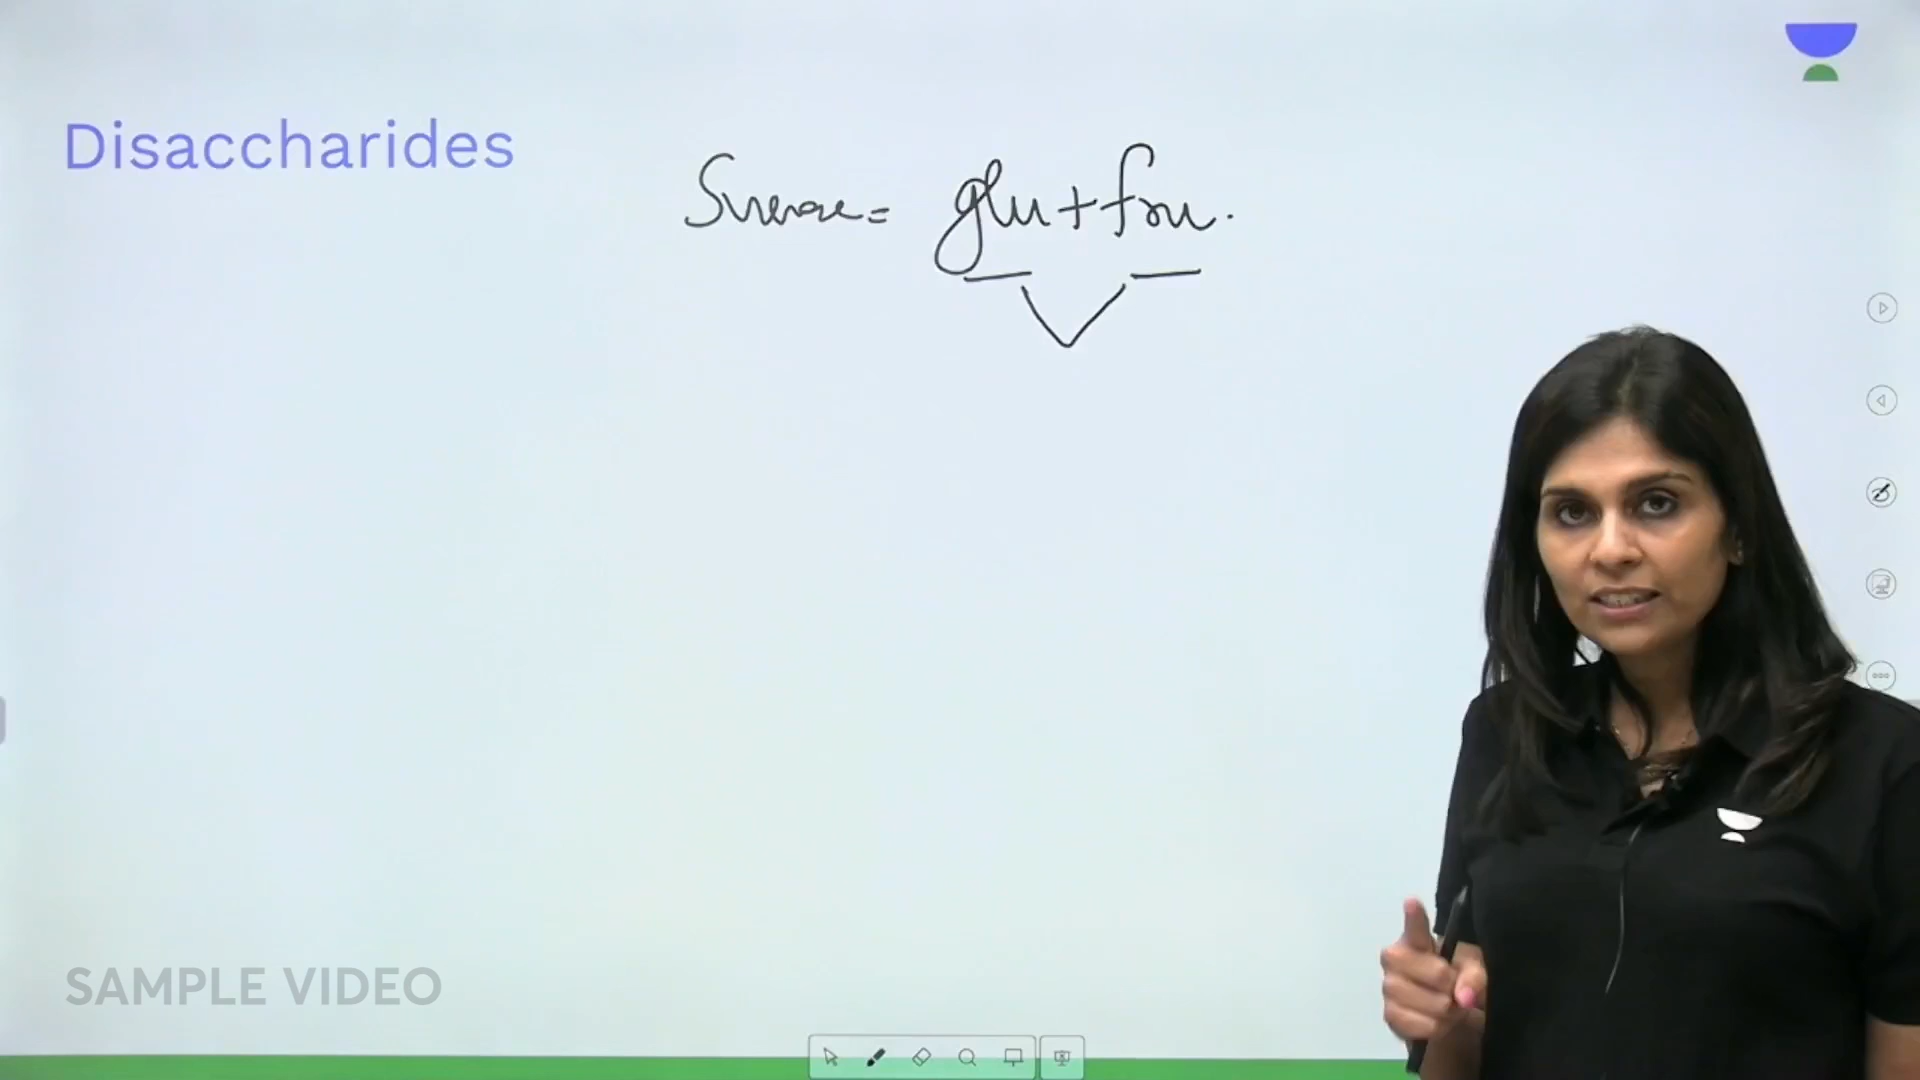 Disaccharides
Sucrose = glu + fru.
SAMPLE VIDEO